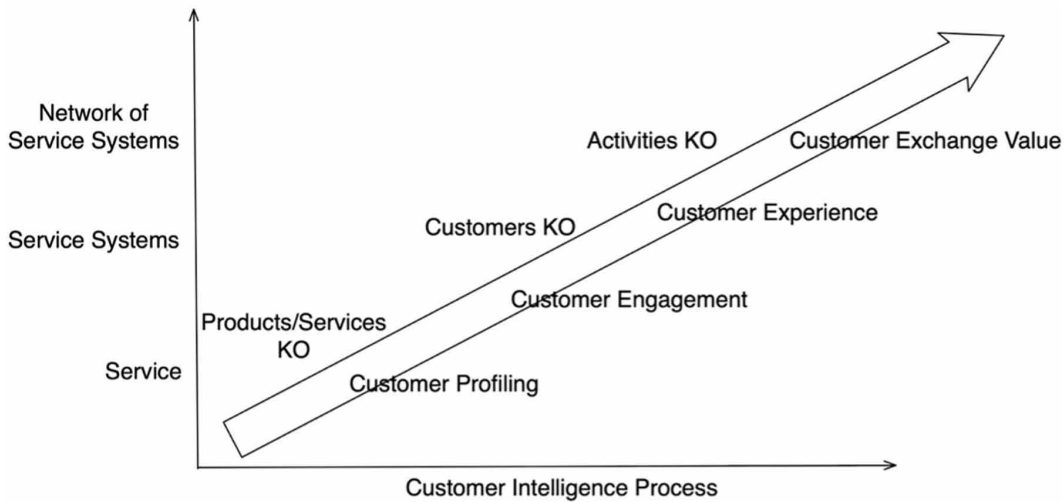 Network of
Service Systems
Activities KO
Customer Exchange Value
Customer Experience
Customers KO
Service Systems
Customer Engagement
Products/Services
KO
Service
Customer Profiling
Customer Intelligence Process